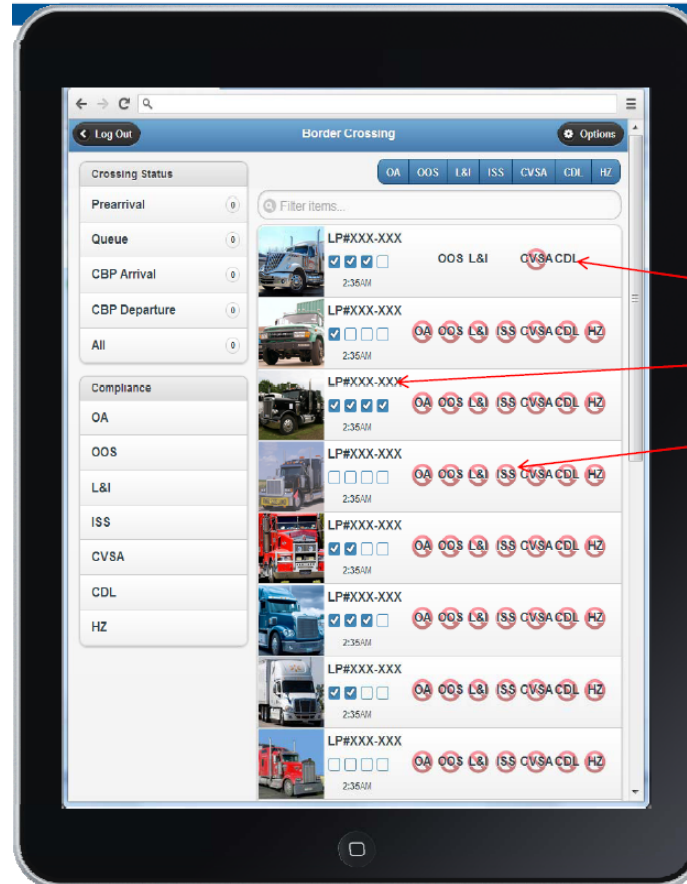 Log Out
Border Crossing
Options
Crossing Status
Prearrival 0
Queue 0
CBP Arrival 0
CBP Departure 0
All 0
Compliance
OA
OOS
L&I
ISS
CVSA
CDL
HZ
OA OOS L&I ISS CVSA CDL HZ
Filter items...
LP#XXX-XXX
OOS L&I CVSA CDL
2:35AM
LP#XXX-XXX
OA OOS L&I ISS CVSA CDL HZ
2:35AM
LP#XXX-XXX
OA OOS L&I ISS CVSA CDL HZ
2:35AM
LP#XXX-XXX
OA OOS L&I ISS CVSA CDL HZ
2:35AM
LP#XXX-XXX
OA OOS L&I ISS CVSA CDL HZ
2:35AM
LP#XXX-XXX
OA OOS L&I ISS CVSA CDL HZ
2:35AM
LP#XXX-XXX
OA OOS L&I ISS CVSA CDL HZ
2:35AM
LP#XXX-XXX
OA OOS L&I ISS CVSA CDL HZ
2:35AM